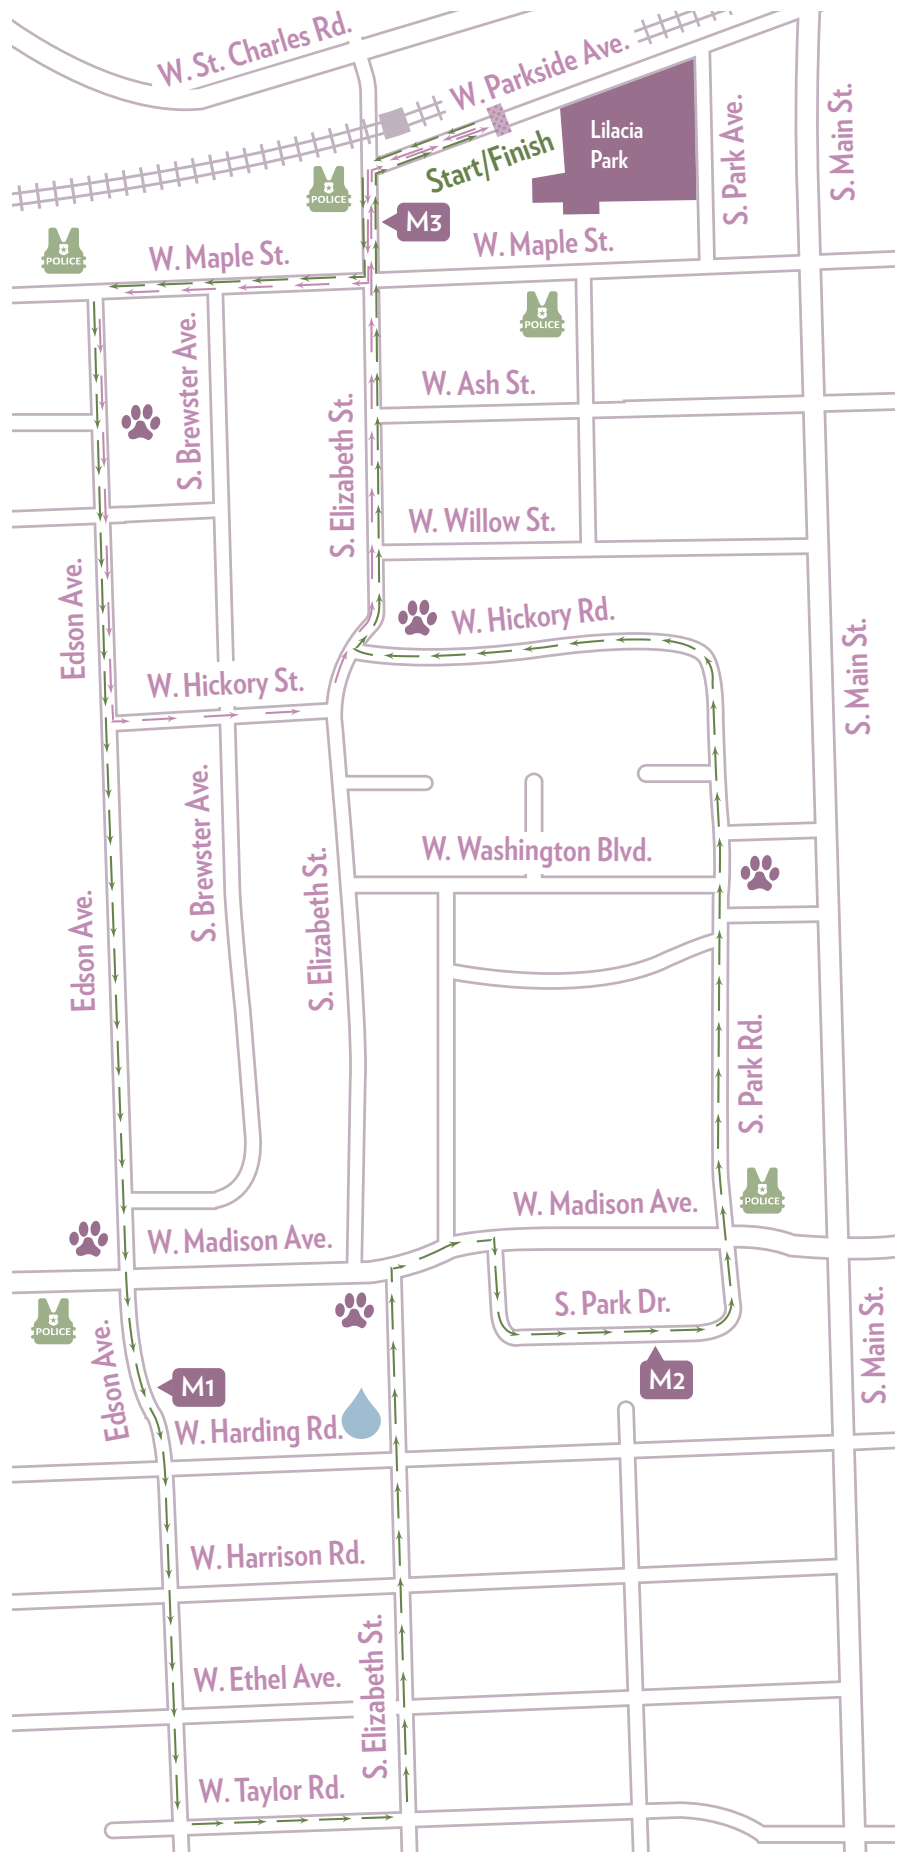 W. St. Charles Rd.
W. Parkside Ave.
Lilacia
Park
S. Park Ave.
S. Main St.
Start/Finish
POLICE
M3
POLICE
W. Maple St.
W. Maple St.
POLICE
S. Brewster Ave.
W. Ash St.
S. Elizabeth St.
W. Willow St.
Edson Ave.
W. Hickory Rd.
S. Main St.
W. Hickory St.
S. Brewster Ave.
W. Washington Blvd.
S. Elizabeth St.
Edson Ave.
S. Park Rd.
POLICE
W. Madison Ave.
W. Madison Ave.
S. Park Dr.
POLICE
S. Main St.
Edson Ave.
M1
M2
W. Harding Rd.
W. Harrison Rd.
S. Elizabeth St.
W. Ethel Ave.
W. Taylor Rd.